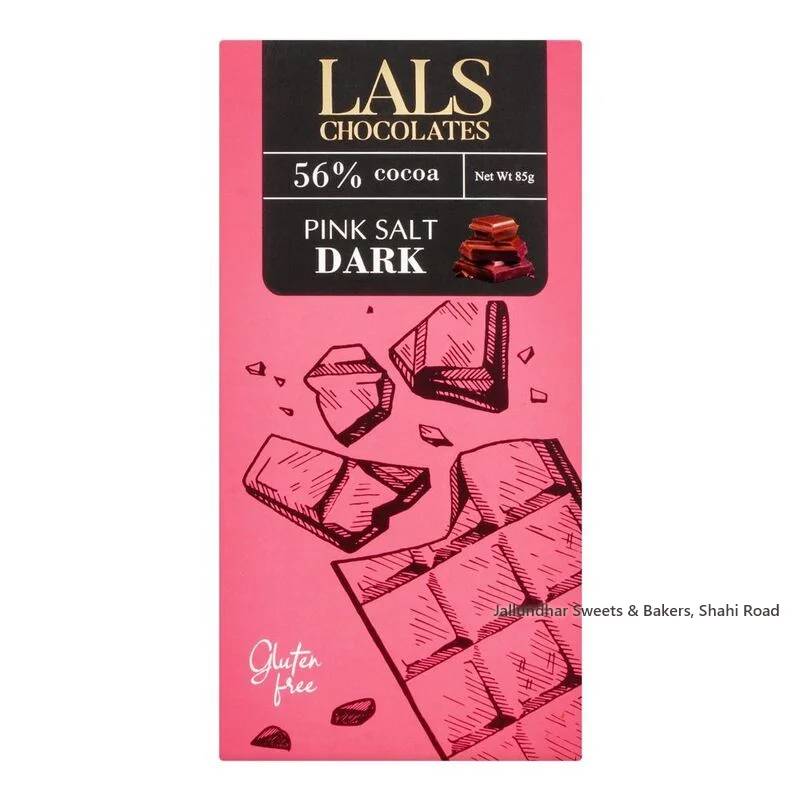 LALS
CHOCOLATES
56% cocoa
Net Wt 85g
PINK SALT
DARK
Jallundhar Sweets & Bakers, Shahi Road
Gluten
free